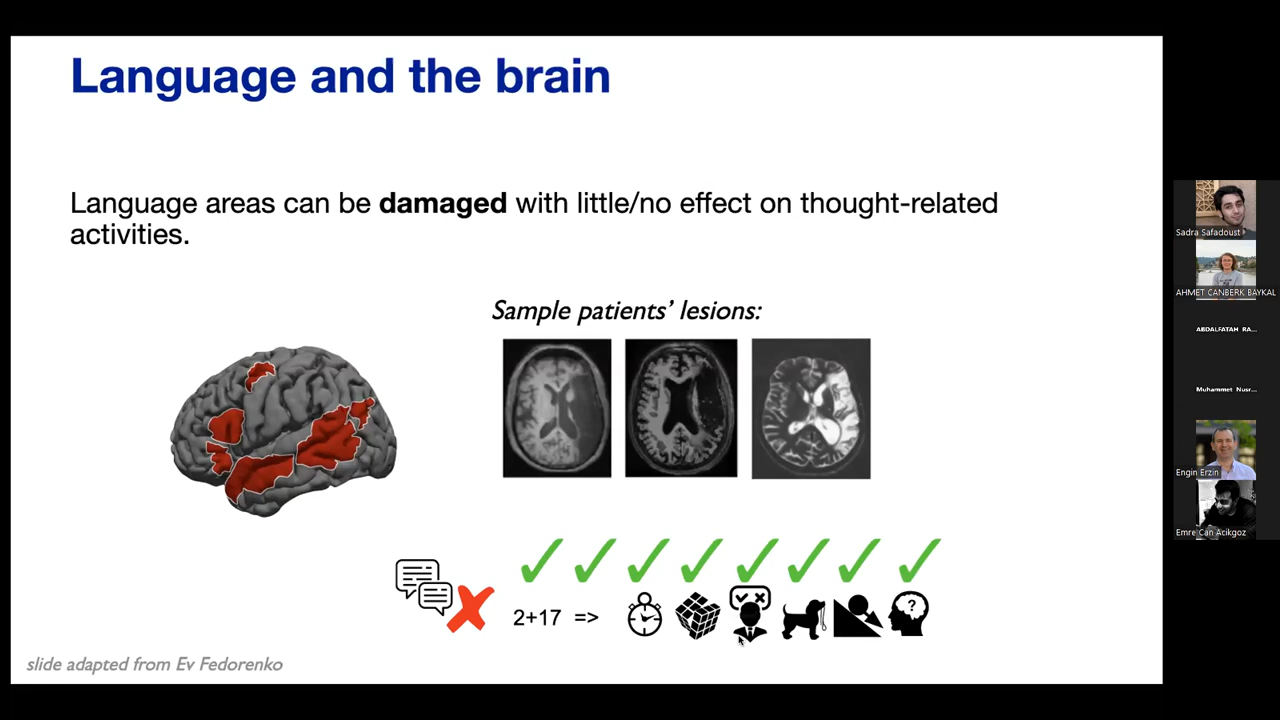 Language and the brain
Language areas can be damaged with little/no effect on thought-related
activities.
Sample patients' lesions:
2+17 =>
?
slide adapted from Ev Fedorenko
Sadra Safadoust
AHMET CANBERK BAYKAL
ABDALFATAH RA...
Muhammet Nusr...
Engin Erzin
Emre Can Acikgoz